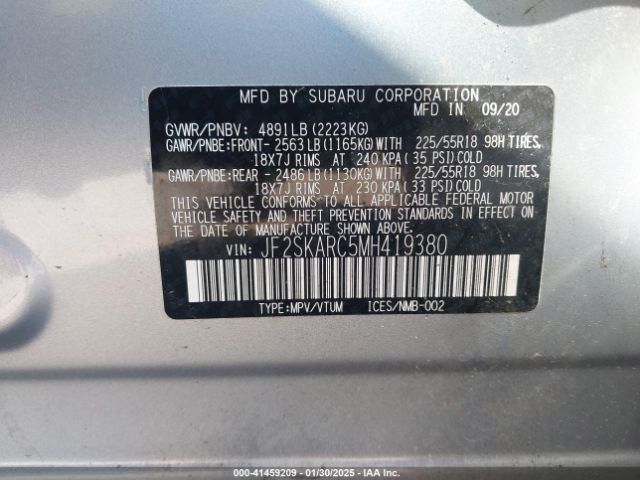 MFD BY SUBARU CORPORATION
MFD IN 09/20
GVWR/PNBV: 4891LB (2223KG)
GAWR/PNBE:FRONT- 2563LB (1165KG)WITH 225/55R18 98H TIRES,
18X7J RIMS AT 240 KPA (35 PSI)COLD
GAWR/PNBE:REAR - 2486LB (1130KG)WITH 225/55R18 98H TIRES,
18X7J RIMS AT 230 KPA (33 PSI)COLD
THIS VEHICLE CONFORMS TO ALL APPLICABLE FEDERAL MOTOR
VEHICLE SAFETY AND THEFT PREVENTION STANDARDS IN EFFECT ON
THE DATE OF MANUFACTURE SHOWN ABOVE.
VIN: JF2SKARC5MH419380
TYPE:MPV/VTUM ICES/NMB-002
000-41459209 - 01/30/2025 - IAA Inc.